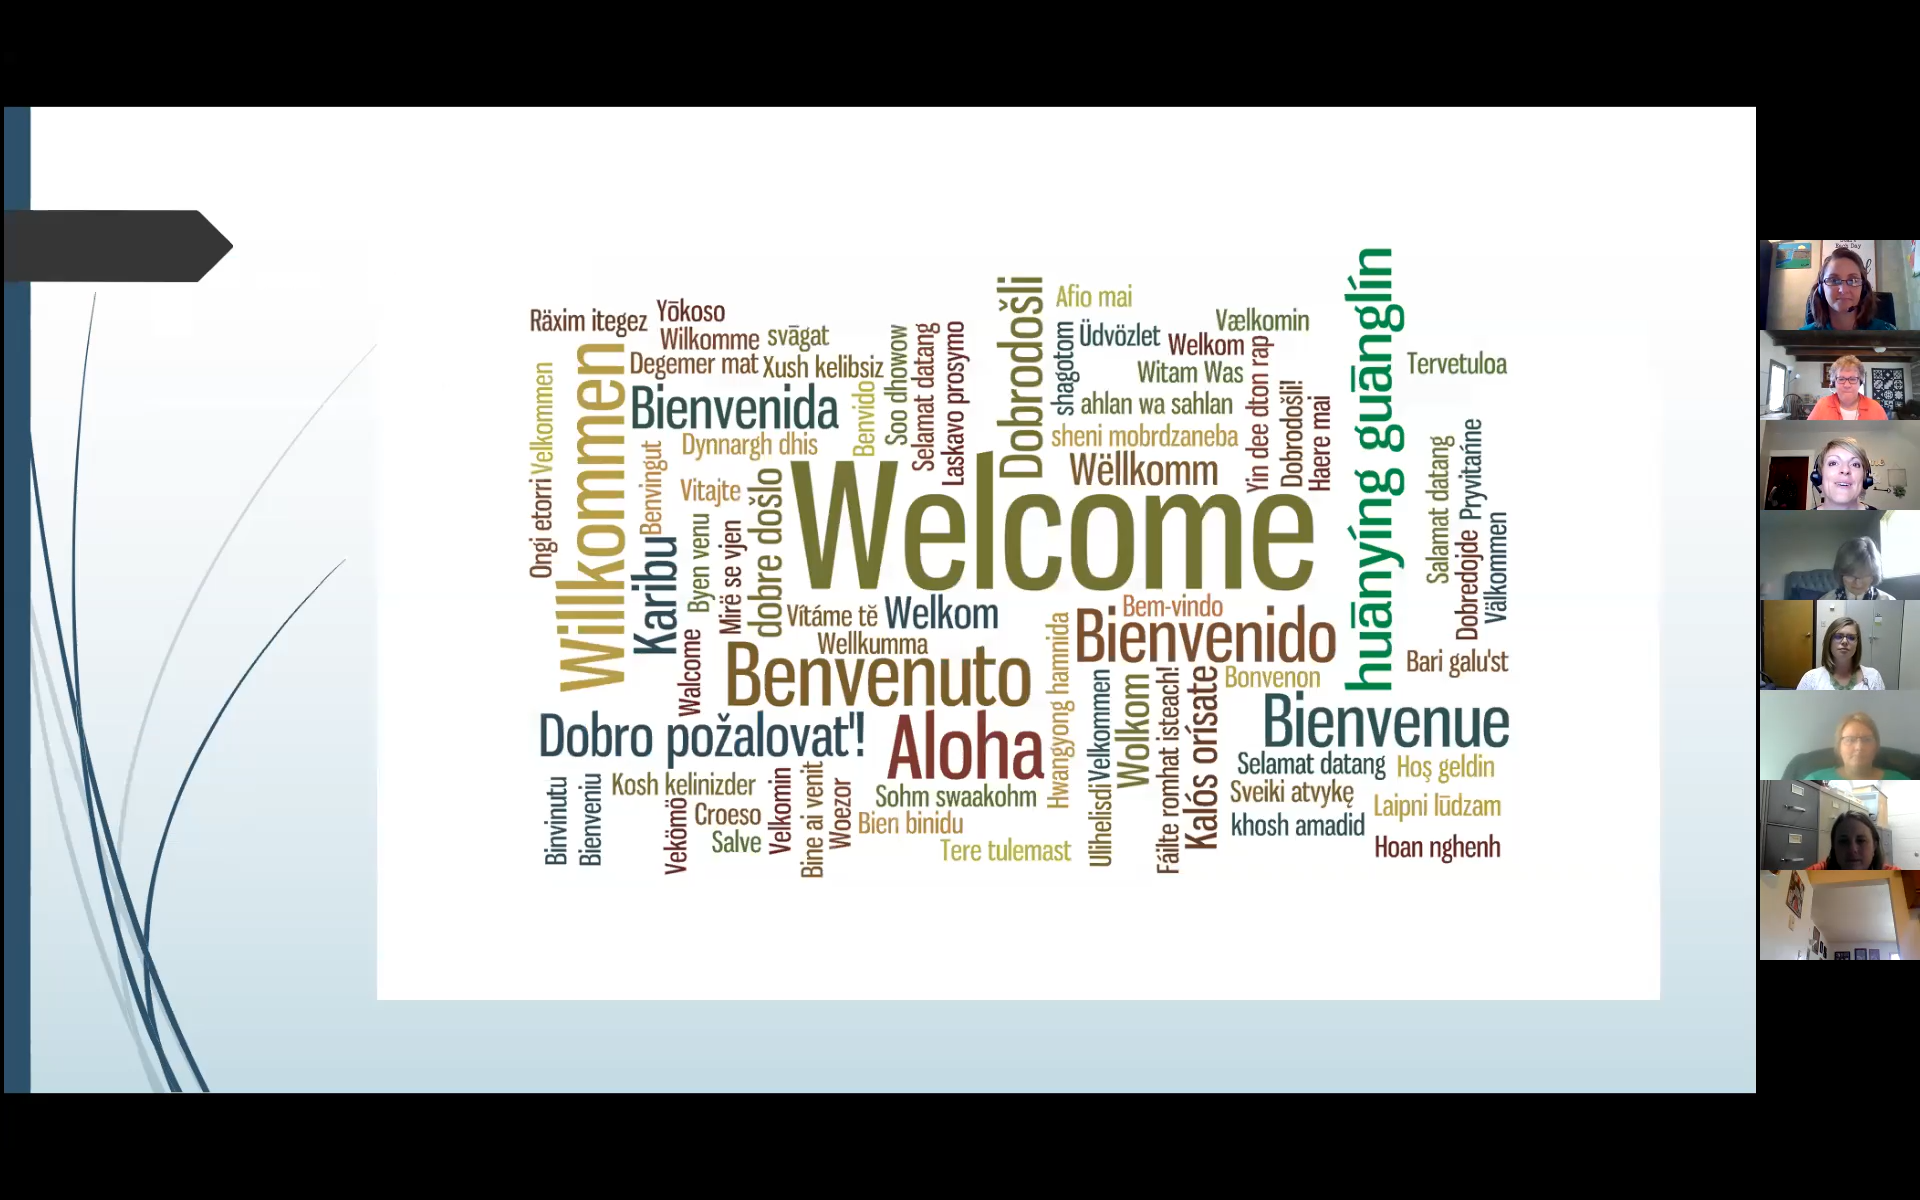 Räxim itegez
Yōkoso
Wilkomme
svāgat
Degemer mat
Xush kelibsiz
Bienvenida
Dynnargh dhis
Vitajte
Ongi etorri
Velkommen
Willkommen
Benvingut
Karibu
Byen venu
Mirë se vjen
dobre došlo
Benvido
Soo dhowow
Selamat datang
Laskavo prosymo
Dobrodošli
Afio mai
shagotom
Üdvözlet
Vælkomin
Welkom
Witam Was
ahlan wa sahlan
sheni mobrdzaneba
Wëllkomm
Yin dee dton rap
Dobrodošli!
Haere mai
huānyíng guānglín
Tervetuloa
Salamat datang
Pryvitańne
Dobredojde
Välkommen
Welcome
Vítáme tě
Welkom
Wellkumma
Walcome
Benvenuto
Bem-vindo
Bienvenido
Hwangyong hamnida
Bonvenon
Bari galu'st
Dobro požalovat'!
Aloha
Velkommen
Ulihelisdi
Wolkom
Fáilte romhat isteach!
Kalós orísate
Bienvenue
Selamat datang
Hoş geldin
Sveiki atvykę
Laipni lūdzam
khosh amadid
Hoan nghenh
Binvinutu
Bienveniu
Kosh kelinizder
Vekömö
Croeso
Salve
Velkomin
Bine ai venit
Woezor
Sohm swaakohm
Bien binidu
Tere tulemast
Each Day